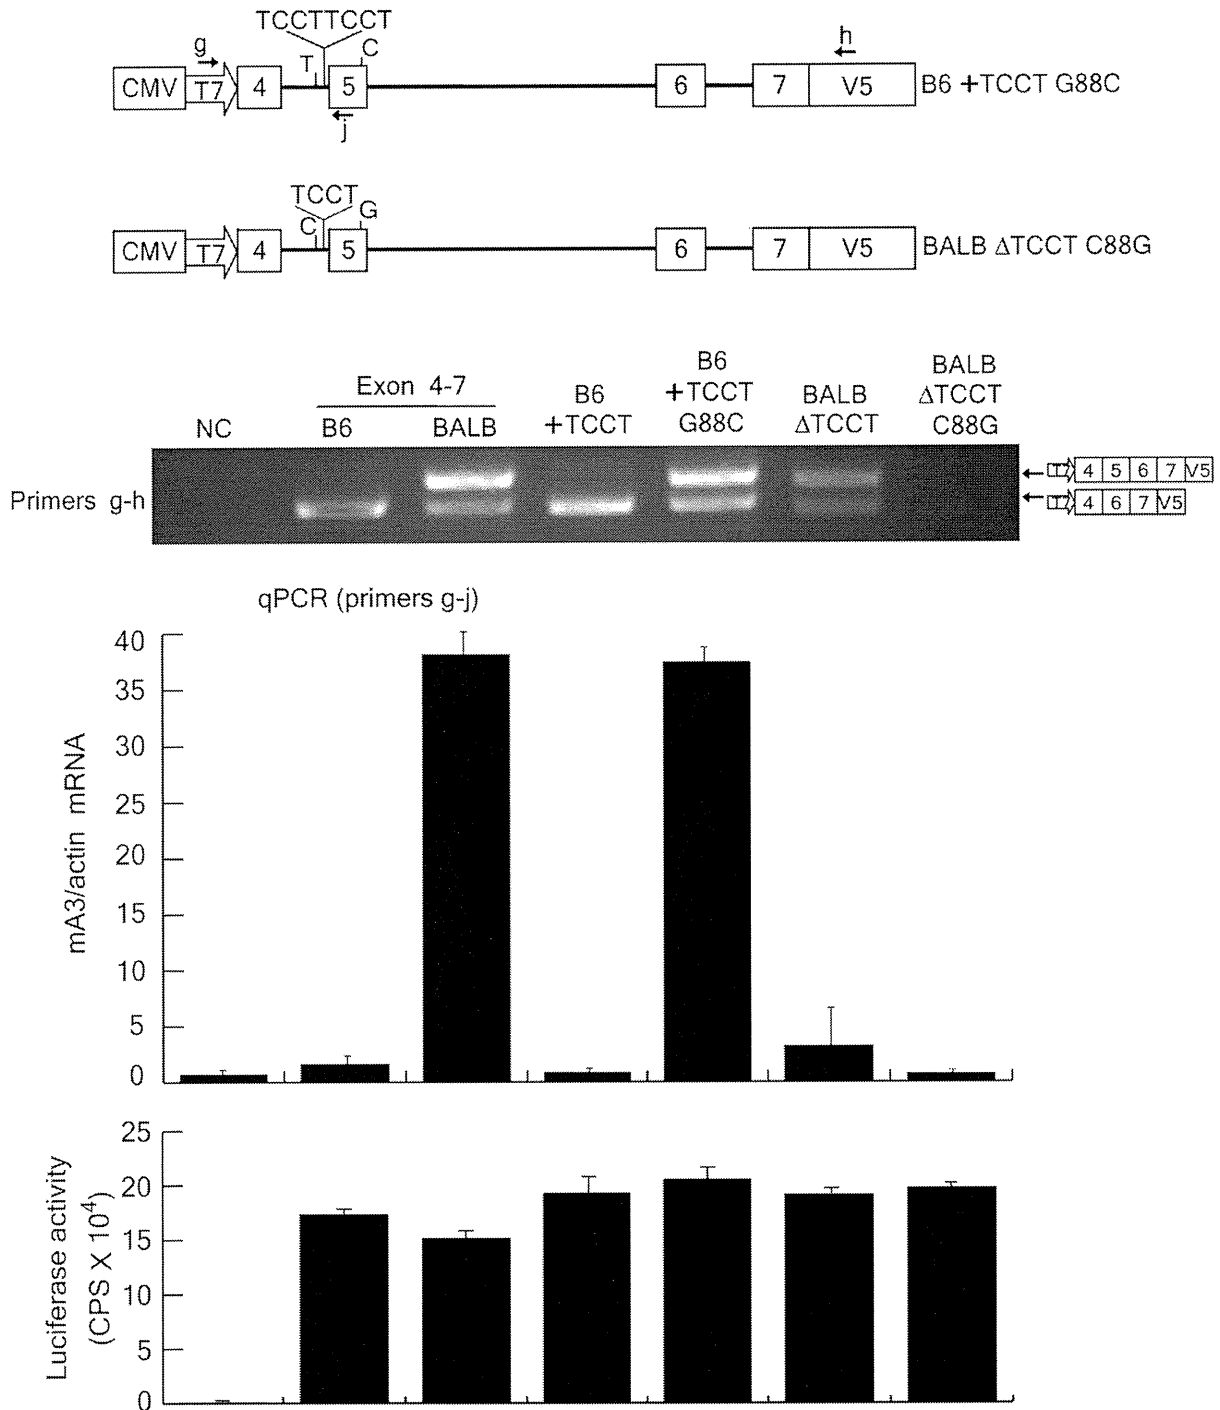 TCCTTCCT
g
T
C
h
CMV T7 4 5 6 7 V5 B6 +TCCT G88C
j
TCCT
C
G
CMV T7 4 5 6 7 V5 BALB ΔTCCT C88G
Exon 4-7
NC
B6
BALB
B6
+TCCT
B6
+TCCT
G88C
BALB
ΔTCCT
BALB
ΔTCCT
C88G
Primers g-h
4 5 6 7 V5
4 6 7 V5
qPCR (primers g-j)
mA3/actin mRNA
40
35
30
25
20
15
10
5
0
Luciferase activity
(CPS X 10⁴)
25
20
15
10
5
0